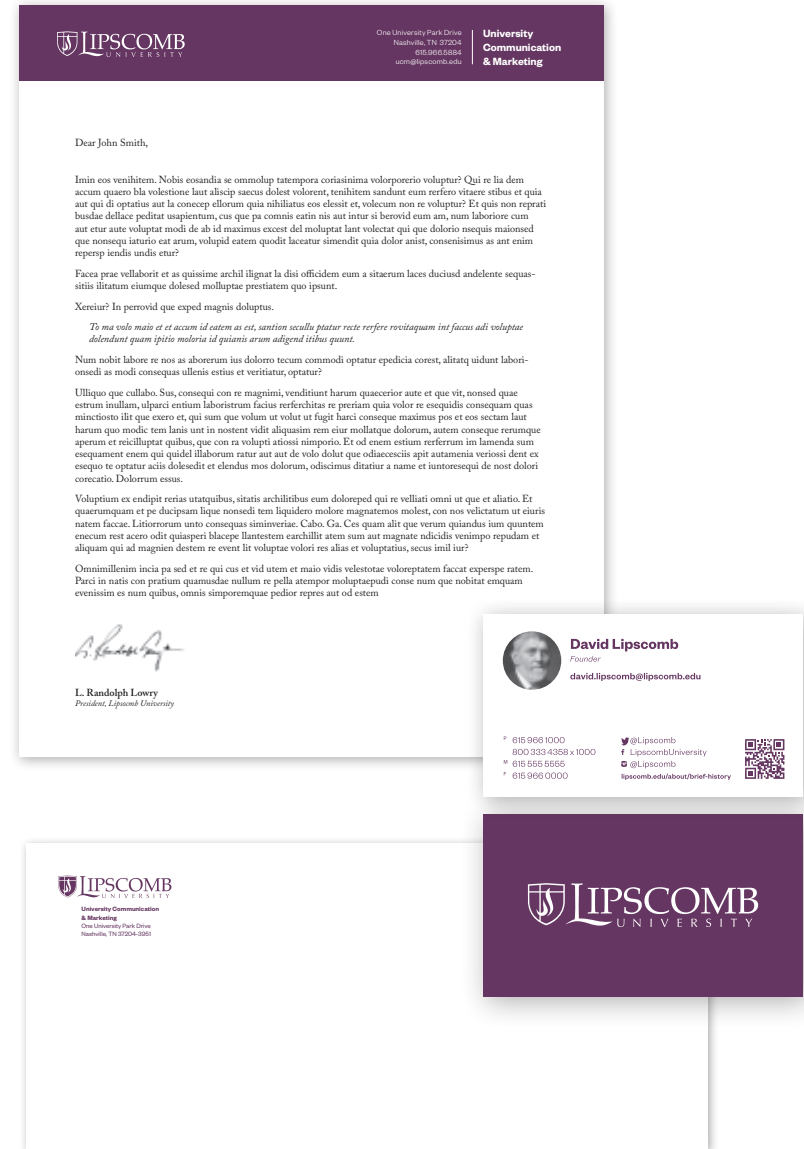 LIPSCOMB
UNIVERSITY
One University Park Drive
Nashville, TN 37204
615.966.5884
ucm@lipscomb.edu
University
Communication
& Marketing
Dear John Smith,
Imin eos venihitem. Nobis eosandia se ommolup tatempora coriasinima volorporerio voluptur? Qui re lia dem
accum quaero bla volestione laut aliscip saecus dolest volorent, tenihitem sandunt eum rerfero vitaere stibus et quia
aut qui di optatius aut la conecep ellorum quia nihiliatus eos elessit et, volecum non re voluptur? Et quis non reprati
busdae dellace peditat usapientum, cus que pa comnis eatin nis aut intur si berovid eum am, num laboriore cum
aut etur aute voluptat modi de ab id maximus excest del moluptat lant volectat qui que dolorio nsequis maionsed
que nonsequ iaturio eat arum, volupid eatem quodit laceatur simendit quia dolor anist, consenisimus as ant enim
repersp iendis undis etur?
Facea prae vellaborit et as quissime archil ilignat la disi officidem eum a sitaerum laces duciusd andelente sequas-
sitiis ilitatum eiumque dolesed molluptae prestiatem quo ipsunt.
Xereiur? In perrovid que exped magnis doluptus.
To ma volo maio et et accum id eatem as est, santion secullu ptatur recte rerfere rovitaquam int faccus adi voluptae
dolendunt quam ipitio moloria id quianis arum adigend itibus quunt.
Num nobit labore re nos as aborerum ius dolorro tecum commodi optatur epedicia corest, alitatq uidunt labori-
onsedi as modi consequas ullenis estius et veritiatur, optatur?
Ulliquo que cullabo. Sus, consequi con re magnimi, venditiunt harum quaecerior aute et que vit, nonsed quae
estrum inullam, ulparci entium laboristrum facius rerferchitas re preriam quia volor re esequidis consequam quas
minctiosto ilit que exero et, qui sum que volum ut volut ut fugit harci conseque maximus pos et eos sectam laut
harum quo modic tem lanis unt in nostent vidit aliquasim rem eiur mollatque dolorum, autem conseque rerumque
aperum et reicilluptat quibus, que con ra volupti atiossi nimporio. Et od enem estium rerferrum im lamenda sum
esequament enem qui quidel illaborum ratur aut aut de volo dolut que odiaecesciis apit autamenia veriossi dent ex
esequo te optatur aciis dolesedit et elendus mos dolorum, odiscimus ditatiur a name et iuntoresequi de nost dolori
corecatio. Dolorrum essus.
Voluptium ex endipit rerias utatquibus, sitatis architibus eum doloreped qui re velliati omni ut que et aliatio. Et
quaerumquam et pe ducipsam lique nonsedi tem liquidero molore magnatemos molest, con nos velictatum ut eiuris
natem faccae. Litiorrorum unto consequas siminveriae. Cabo. Ga. Ces quam alit que verum quiandus ium quuntem
enecum rest acero odit quiasperi blacepe llantestem earchillit atem sum aut magnate ndicidis venimpo repudam et
aliquam qui ad magnien destem re event lit voluptae volori res alias et voluptatius, secus imil iur?
Omnimillenim incia pa sed et re qui cus et vid utem et maio vidis velestotae voloreptatem faccat experspe ratem.
Parci in natis con pratium quamusdae nullum re pella atempor moluptaepudi conse num que nobitat emquam
evenissim es num quibus, omnis simporemquae pedior repres aut od estem
L. Randolph Lowry
President, Lipsocmb University
David Lipscomb
Founder
david.lipscomb@lipscomb.edu
P 615 966 1000
800 333 4358 x 1000
M 615 555 5555
F 615 966 0000
@Lipscomb
LipscombUniversity
@Lipscomb
lipscomb.edu/about/brief-history
LIPSCOMB
UNIVERSITY
University Communication
& Marketing
One University Park Drive
Nashville, TN 37204-3951
LIPSCOMB
UNIVERSITY